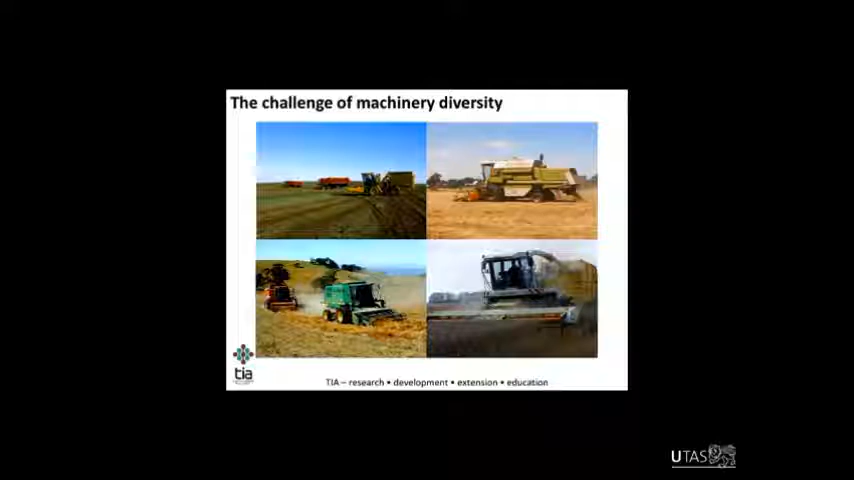 The challenge of machinery diversity
tia
TIA – research • development • extension • education
UTAS